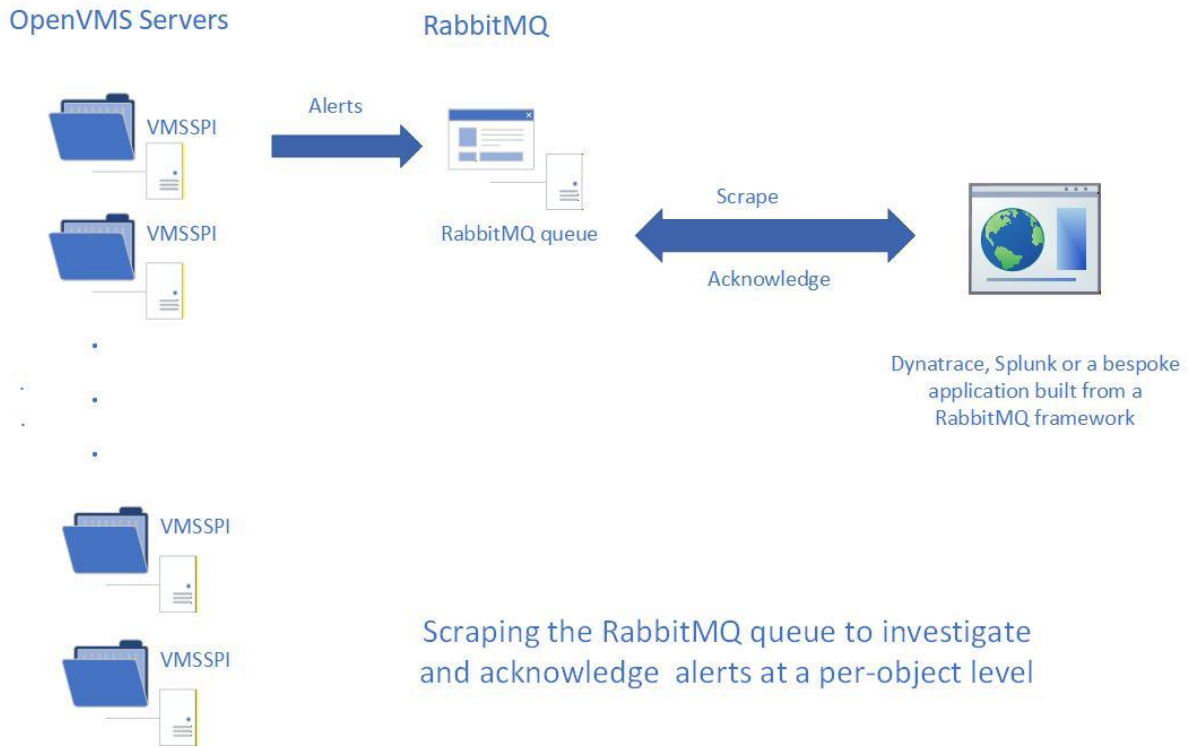 OpenVMS Servers
RabbitMQ
VMSSPI
Alerts
VMSSPI
RabbitMQ queue
Scrape
Acknowledge
Dynatrace, Splunk or a bespoke
application built from a
RabbitMQ framework
VMSSPI
VMSSPI
Scraping the RabbitMQ queue to investigate
and acknowledge alerts at a per-object level